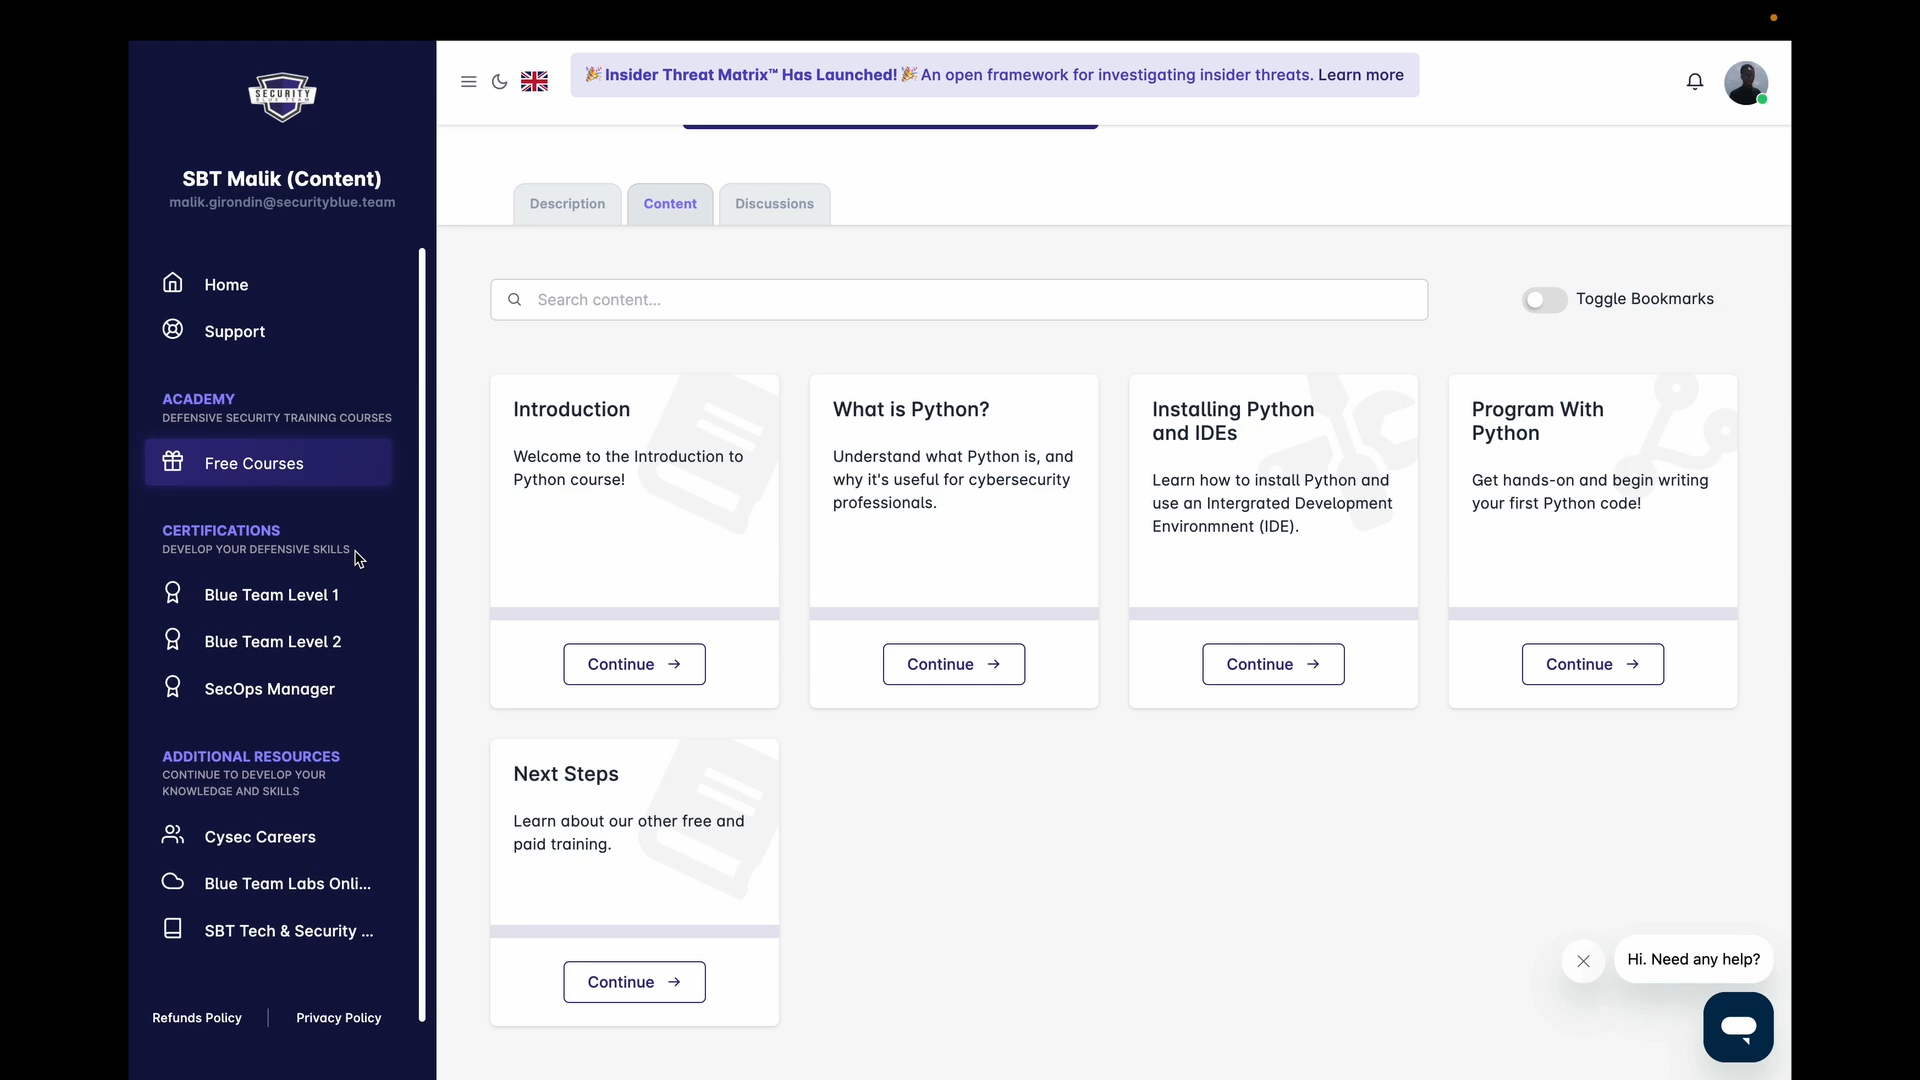 SECURITY
BLUE TEAM
SBT Malik (Content)
malik.girondin@securityblue.team
Home
Support
ACADEMY
DEFENSIVE SECURITY TRAINING COURSES
Free Courses
CERTIFICATIONS
DEVELOP YOUR DEFENSIVE SKILLS
Blue Team Level 1
Blue Team Level 2
SecOps Manager
ADDITIONAL RESOURCES
CONTINUE TO DEVELOP YOUR
KNOWLEDGE AND SKILLS
Cysec Careers
Blue Team Labs Onli...
SBT Tech & Security ...
Refunds Policy
Privacy Policy
🎉 Insider Threat Matrix™ Has Launched! 🎉 An open framework for investigating insider threats. Learn more
Description
Content
Discussions
Search content...
Toggle Bookmarks
Introduction
Welcome to the Introduction to
Python course!
Continue →
What is Python?
Understand what Python is, and
why it's useful for cybersecurity
professionals.
Continue →
Installing Python
and IDEs
Learn how to install Python and
use an Intergrated Development
Environmnent (IDE).
Continue →
Program With
Python
Get hands-on and begin writing
your first Python code!
Continue →
Next Steps
Learn about our other free and
paid training.
Continue →
Hi. Need any help?